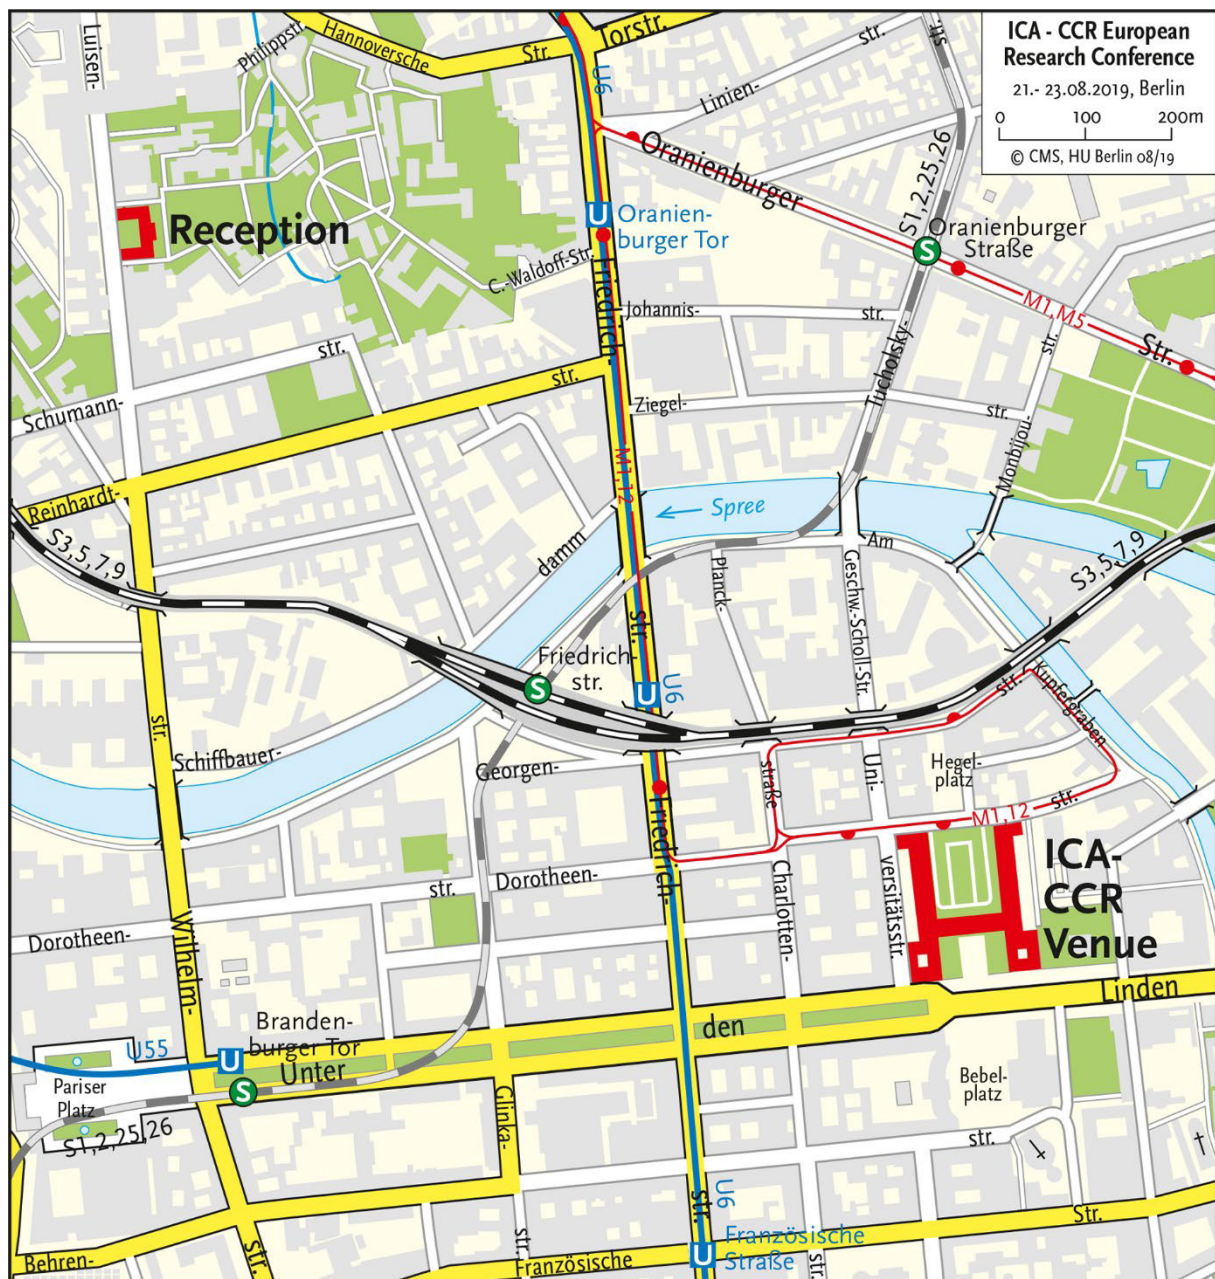 ICA - CCR European
Research Conference
21.- 23.08.2019, Berlin
0 100 200m
© CMS, HU Berlin 08/19
Luisen-
Philippstr.
Hannoversche
Str.
Torstr.
U6
Linien-
str.
str.
Oranienburger
S1,2,25,26
Reception
Oranien-
burger Tor
Oranienburger
Straße
C.-Waldoff-Str.
Friedrich-
Johannis-
str.
M1,M5
Str.
str.
str.
str.
Tucholsky-
Schumann-
Ziegel-
str.
Monbijou-
M1,12
Reinhardt-
Spree
damm
Am
S3,5,7,9
Planck-
Geschw.-Scholl-Str.
S3,5,7,9
str.
Friedrich-
str.
U6
str.
Kupfergraben
str.
Schiffbauer-
Georgen-
straße
Uni-
Hegel-
platz
Friedrich-
M1,12
str.
ICA-
CCR
Venue
str.
Dorotheen-
Charlotten-
versitätsstr.
Dorotheen-
Wilhelm-
Linden
Branden-
burger Tor
den
U55
Unter
Pariser
Platz
Glinka-
Bebel-
platz
S1,2,25,26
str.
str.
U6
Str.
str.
str.
str.
Französische
Straße
Behren-
Französische
U
S
U
S
U
S
U